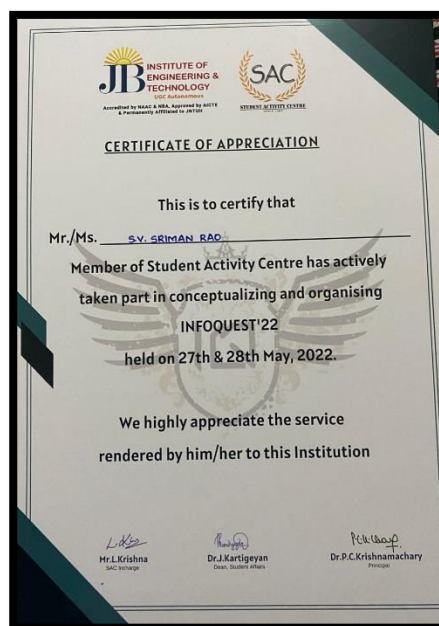 JB
INSTITUTE OF
ENGINEERING &
TECHNOLOGY
UGC Autonomous
Accredited by NAAC & NBA, Approved by AICTE
& Permanently Affiliated to JNTUH
SAC
STUDENT ACTIVITY CENTRE
CERTIFICATE OF APPRECIATION
This is to certify that
Mr./Ms. S.V. SRIMAN RAO
Member of Student Activity Centre has actively
taken part in conceptualizing and organising
INFOQUEST'22
held on 27th & 28th May, 2022.
We highly appreciate the service
rendered by him/her to this Institution
Mr.L.Krishna
SAC Incharge
Dr.J.Kartigeyan
Dean, Student Affairs
Dr.P.C.Krishnamachary
Principal